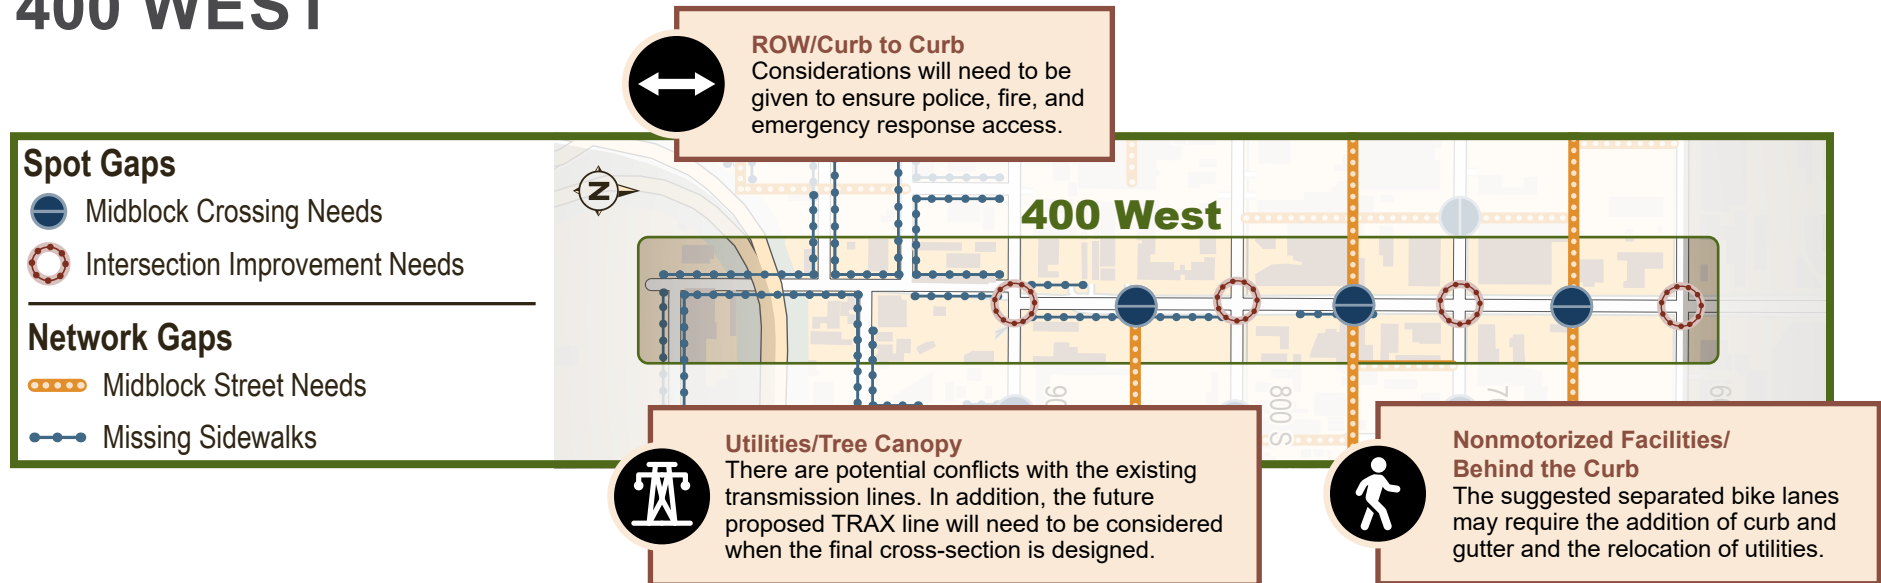 400 WEST
ROW/Curb to Curb
Considerations will need to be
given to ensure police, fire, and
emergency response access.
Spot Gaps
Midblock Crossing Needs
Intersection Improvement Needs
Network Gaps
Midblock Street Needs
Missing Sidewalks
N
400 West
800 S
Utilities/Tree Canopy
There are potential conflicts with the existing
transmission lines. In addition, the future
proposed TRAX line will need to be considered
when the final cross-section is designed.
Nonmotorized Facilities/
Behind the Curb
The suggested separated bike lanes
may require the addition of curb and
gutter and the relocation of utilities.